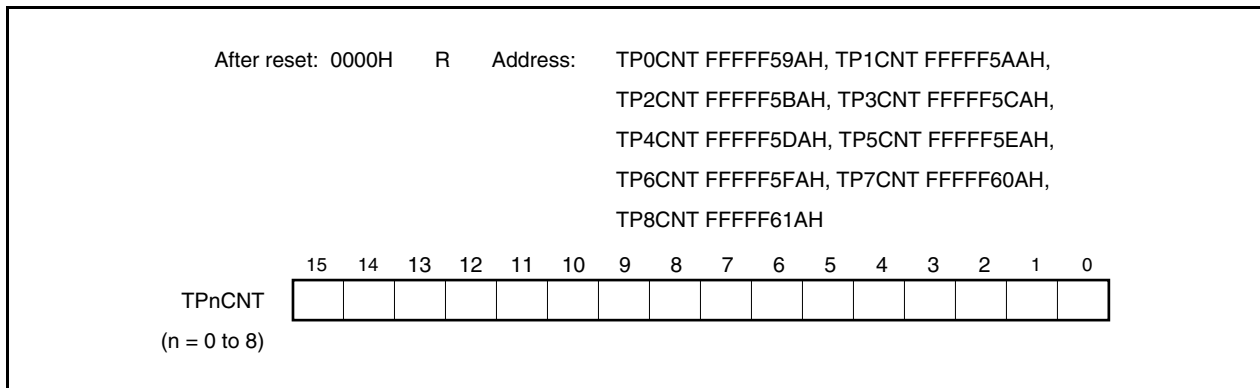 After reset: 0000H R Address: TP0CNT FFFFF59AH, TP1CNT FFFFF5AAH,
TP2CNT FFFFF5BAH, TP3CNT FFFFF5CAH,
TP4CNT FFFFF5DAH, TP5CNT FFFFF5EAH,
TP6CNT FFFFF5FAH, TP7CNT FFFFF60AH,
TP8CNT FFFFF61AH
15 14 13 12 11 10 9 8 7 6 5 4 3 2 1 0
TPnCNT
(n = 0 to 8)